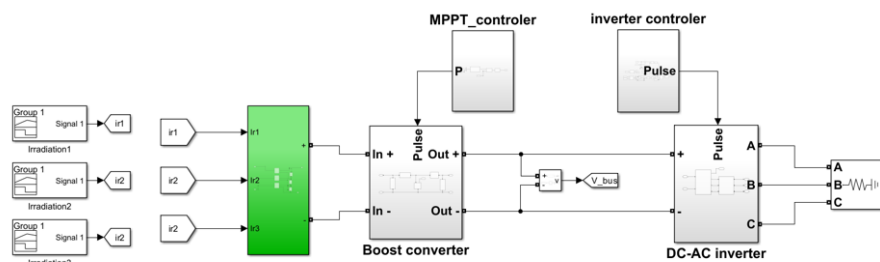 MPPT_controler
inverter controler
P
Pulse
Group 1
Signal 1
ir1
Irradiation1
Group 1
Signal 1
ir2
Irradiation2
Group 1
Signal 1
ir2
Irradiation3
ir1
ir2
ir2
Ir1
Ir2
Ir3
+
-
Pulse
In +
In -
Out +
Out -
Boost converter
+
-
v
V_bus
Pulse
+
-
A
B
C
DC-AC inverter
A
B
C